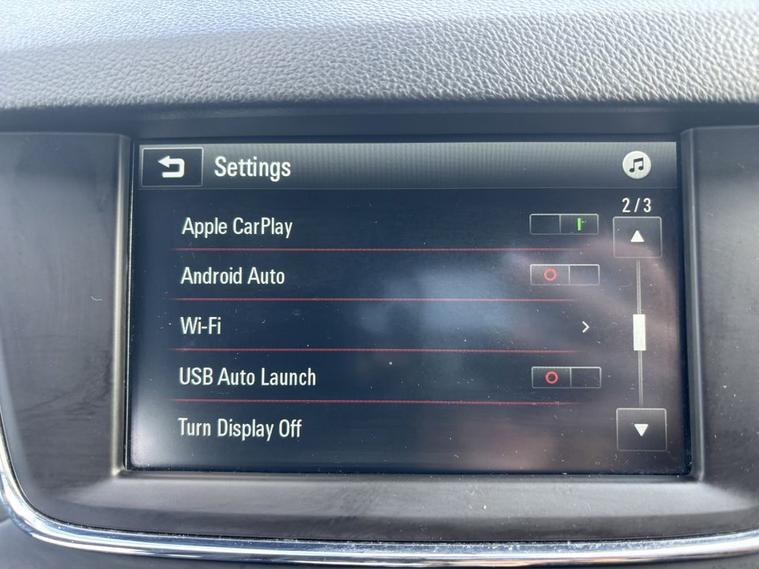 Settings
2/3
Apple CarPlay
Android Auto
Wi-Fi
USB Auto Launch
Turn Display Off